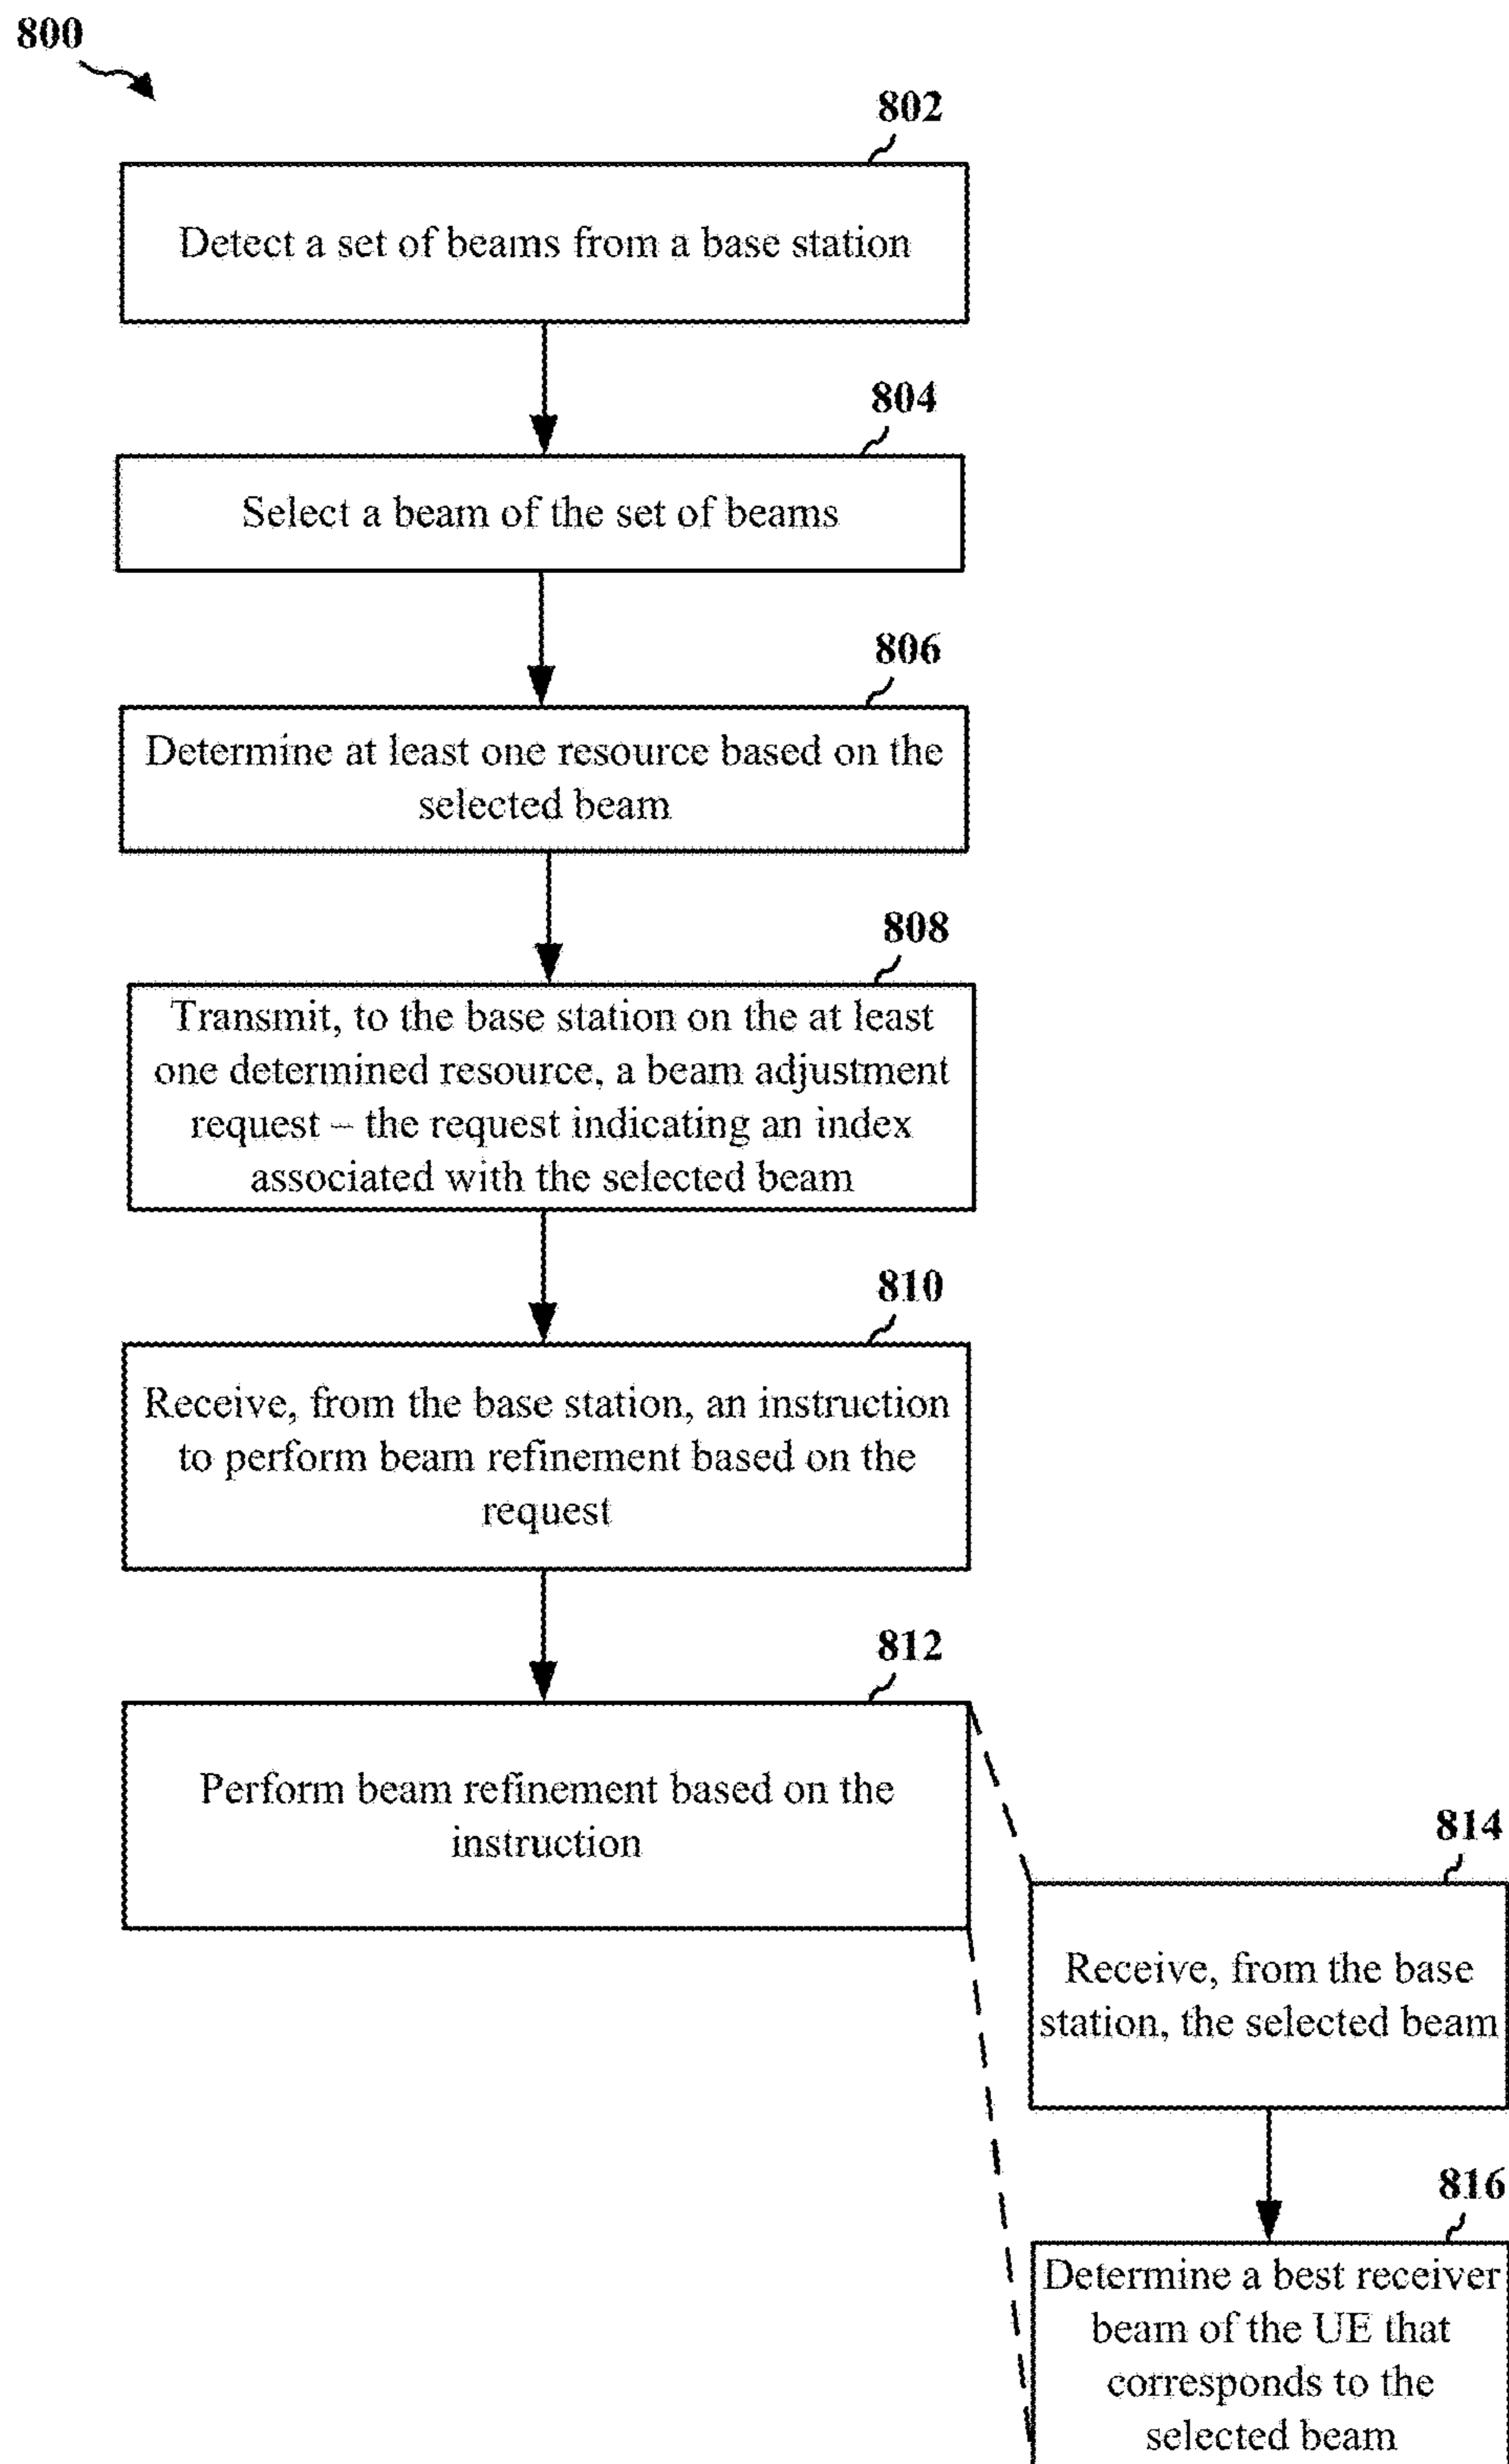 800
802
Detect a set of beams from a base station
804
Select a beam of the set of beams
806
Determine at least one resource based on the
selected beam
808
Transmit, to the base station on the at least
one determined resource, a beam adjustment
request – the request indicating an index
associated with the selected beam
810
Receive, from the base station, an instruction
to perform beam refinement based on the
request
812
Perform beam refinement based on the
instruction
814
Receive, from the base
station, the selected beam
816
Determine a best receiver
beam of the UE that
corresponds to the
selected beam